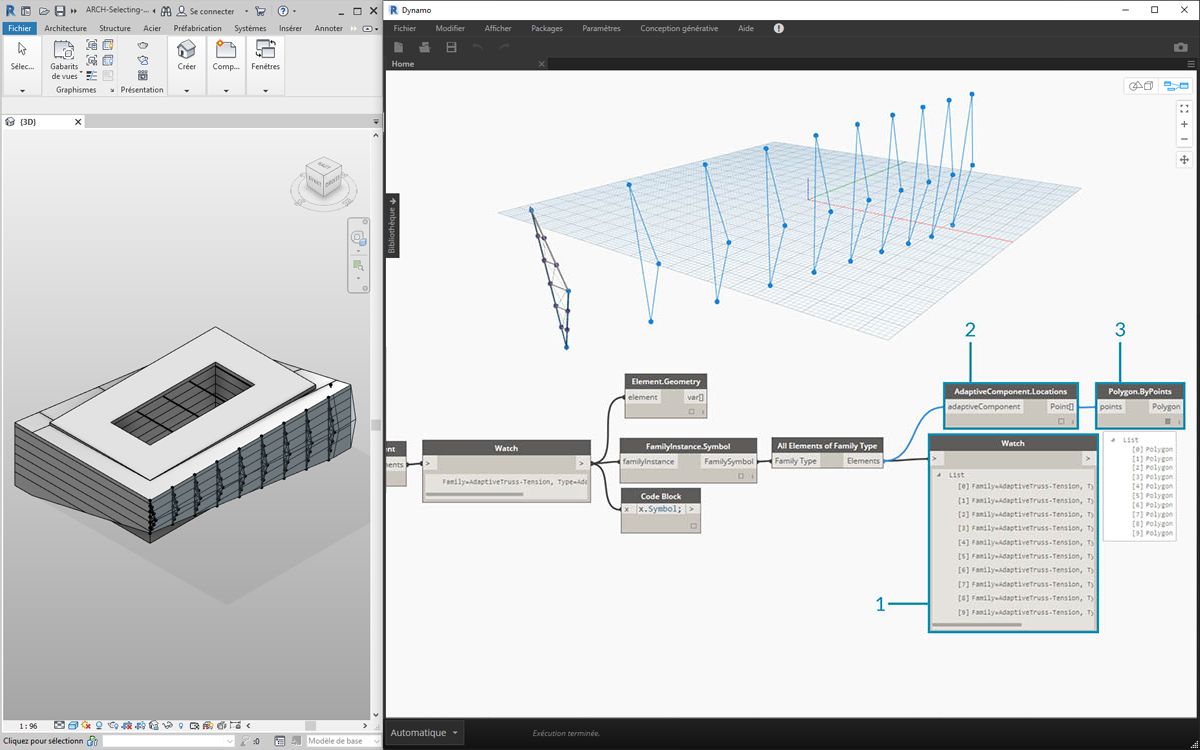 ARCH-Selecting-...
Se connecter
Fichier Architecture Structure Acier Préfabrication Systèmes Insérer Annoter
Sélec...
Gabarits
de vues
Créer
Comp...
Fenêtres
Graphismes
Présentation
{3D}
1 : 96
Cliquez pour sélectionn
:0
Modèle de base
Dynamo
Fichier Modifier Afficher Packages Paramètres Conception générative Aide
Home
Bibliothèque
2
3
Element.Geometry
element var[]
Watch
> >
Family=AdaptiveTruss-Tension, Type=Ada
FamilyInstance.Symbol
familyInstance FamilySymbol
Code Block
x x.Symbol; >
All Elements of Family Type
Family Type Elements
AdaptiveComponent.Locations
adaptiveComponent Point[]
Polygon.ByPoints
points Polygon
Watch
> >
List
[0] Family=AdaptiveTruss-Tension, Ty
[1] Family=AdaptiveTruss-Tension, Ty
[2] Family=AdaptiveTruss-Tension, Ty
[3] Family=AdaptiveTruss-Tension, Ty
[4] Family=AdaptiveTruss-Tension, Ty
[5] Family=AdaptiveTruss-Tension, Ty
[6] Family=AdaptiveTruss-Tension, Ty
[7] Family=AdaptiveTruss-Tension, Ty
[8] Family=AdaptiveTruss-Tension, Ty
[9] Family=AdaptiveTruss-Tension, Ty
List
[0] Polygon
[1] Polygon
[2] Polygon
[3] Polygon
[4] Polygon
[5] Polygon
[6] Polygon
[7] Polygon
[8] Polygon
[9] Polygon
1
Automatique
Exécution terminée.